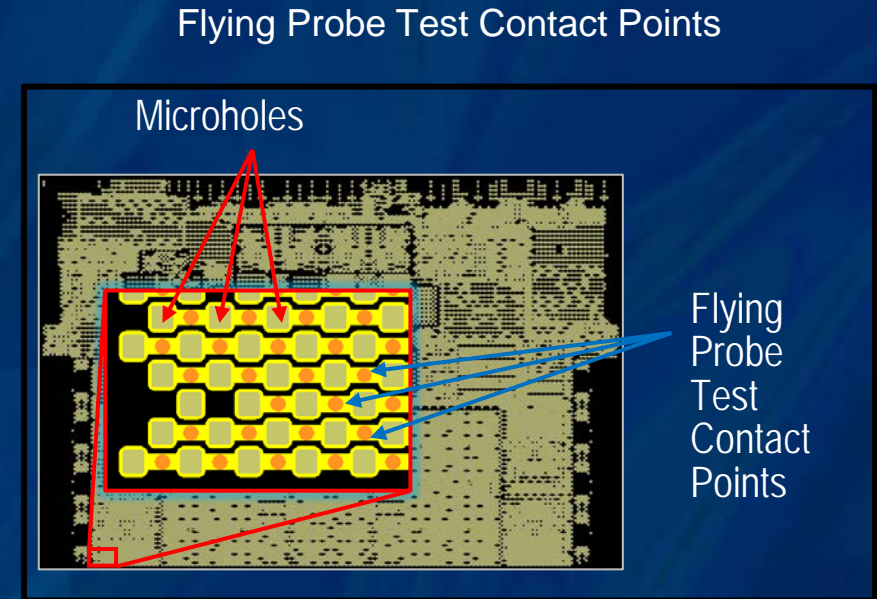 Flying Probe Test Contact Points
Microholes
Flying
Probe
Test
Contact
Points